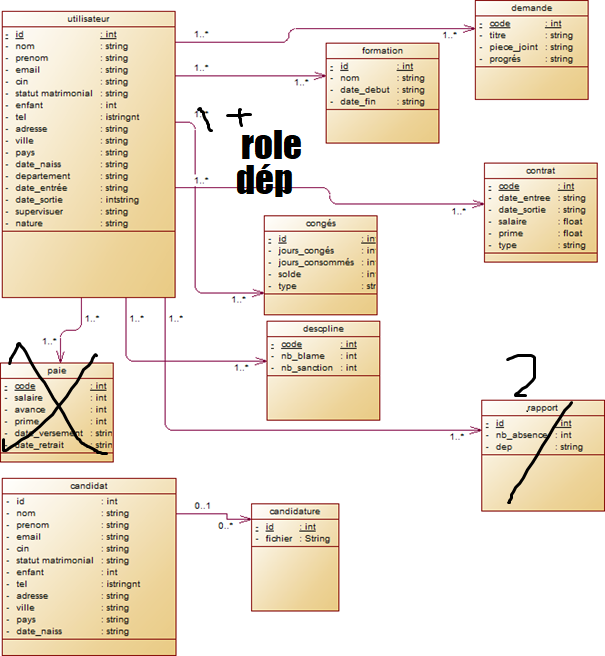 utilisateur
- id : int
- nom : string
- prenom : string
- email : string
- cin : string
- statut matrimonial : string
- enfant : int
- tel : istringnt
- adresse : string
- ville : string
- pays : string
- date_naiss : string
- departement : string
- date_entrée : string
- date_sortie : intstring
- supervisuer : string
- nature : string
1..*
1..*
demande
- code : int
- titre : string
- piece_joint : string
- progrés : string
1..*
1..*
formation
- id : int
- nom : string
- date_debut : string
- date_fin : string
+
role
dép
1..*
1..*
contrat
- code : int
- date_entree : string
- date_sortie : string
- salaire : float
- prime : float
- type : string
1..*
congés
- id : int
- jours_congés : int
- jours_consommés : int
- solde : int
- type : str
1..*
1..*
1..*
1..*
descpline
- code : int
- nb_blame : int
- nb_sanction : int
1..*
paie
- code : int
- salaire : int
- avance : int
- prime : int
- date_versement : strin
- date_retrait : strin
2
1..*
rapport
- id : int
- nb_absence : int
- dep : string
candidat
- id : int
- nom : string
- prenom : string
- email : string
- cin : string
- statut matrimonial : string
- enfant : int
- tel : istringnt
- adresse : string
- ville : string
- pays : string
- date_naiss : string
0..1
0..*
candidature
- id : int
- fichier : String